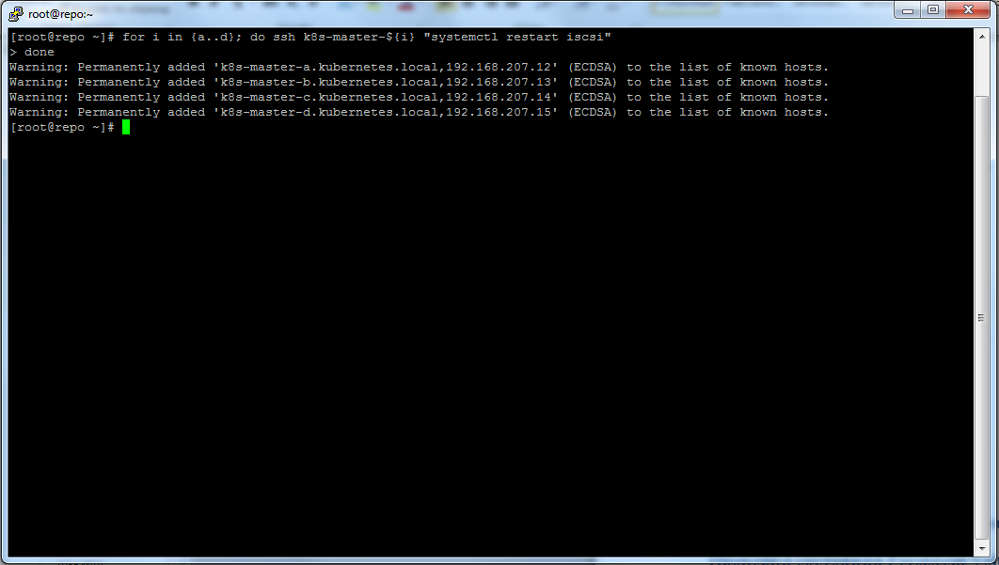 root@repo:~
[root@repo ~]# for i in {a..d}; do ssh k8s-master-${i} "systemctl restart iscsi"
> done
Warning: Permanently added 'k8s-master-a.kubernetes.local,192.168.207.12' (ECDSA) to the list of known hosts.
Warning: Permanently added 'k8s-master-b.kubernetes.local,192.168.207.13' (ECDSA) to the list of known hosts.
Warning: Permanently added 'k8s-master-c.kubernetes.local,192.168.207.14' (ECDSA) to the list of known hosts.
Warning: Permanently added 'k8s-master-d.kubernetes.local,192.168.207.15' (ECDSA) to the list of known hosts.
[root@repo ~]#